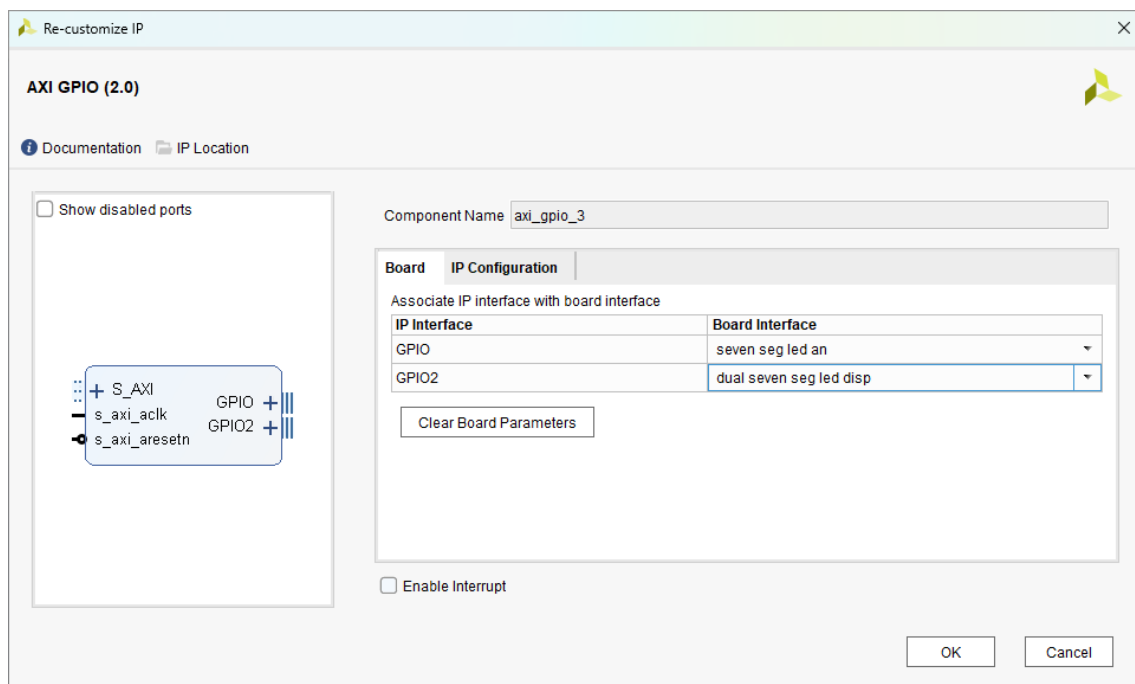 Re-customize IP
AXI GPIO (2.0)
Documentation IP Location
Show disabled ports
S_AXI
s_axi_aclk
s_axi_aresetn
GPIO
GPIO2
Component Name axi_gpio_3
Board IP Configuration
Associate IP interface with board interface
IP Interface Board Interface
GPIO seven seg led an
GPIO2 dual seven seg led disp
Clear Board Parameters
Enable Interrupt
OK Cancel